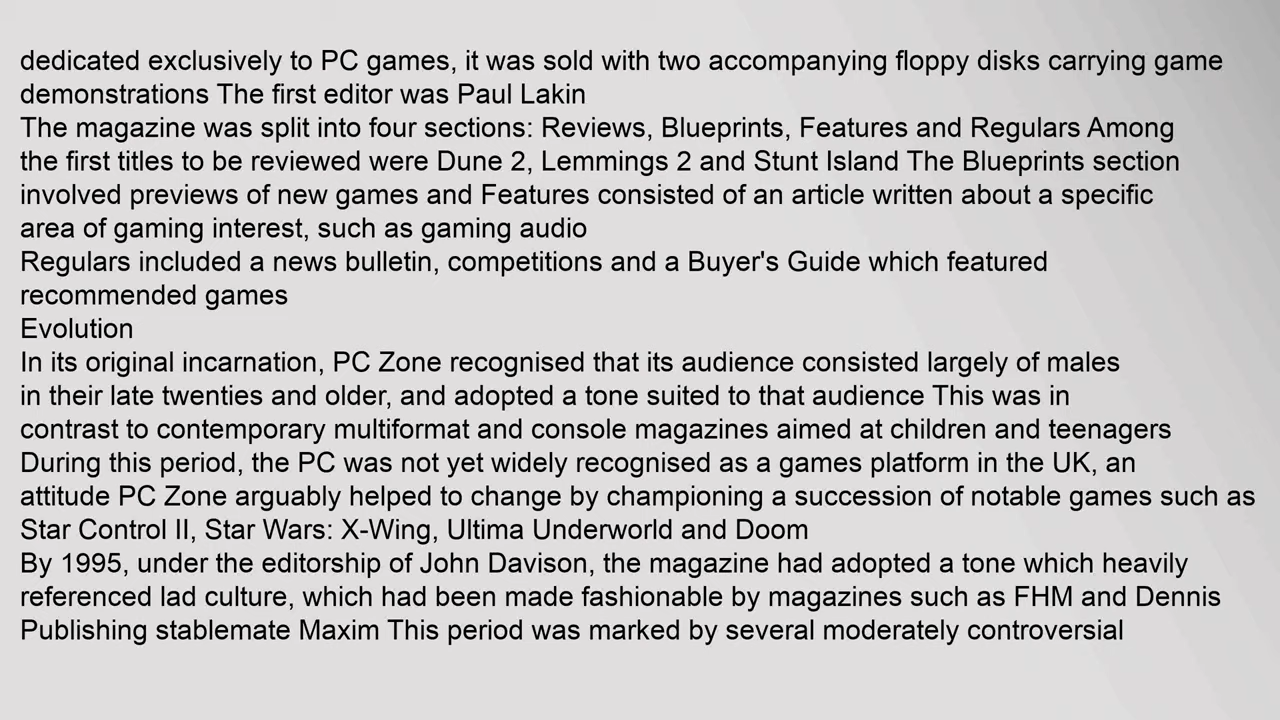 dedicated exclusively to PC games, it was sold with two accompanying floppy disks carrying game
demonstrations The first editor was Paul Lakin
The magazine was split into four sections: Reviews, Blueprints, Features and Regulars Among
the first titles to be reviewed were Dune 2, Lemmings 2 and Stunt Island The Blueprints section
involved previews of new games and Features consisted of an article written about a specific
area of gaming interest, such as gaming audio
Regulars included a news bulletin, competitions and a Buyer's Guide which featured
recommended games
Evolution
In its original incarnation, PC Zone recognised that its audience consisted largely of males
in their late twenties and older, and adopted a tone suited to that audience This was in
contrast to contemporary multiformat and console magazines aimed at children and teenagers
During this period, the PC was not yet widely recognised as a games platform in the UK, an
attitude PC Zone arguably helped to change by championing a succession of notable games such as
Star Control II, Star Wars: X-Wing, Ultima Underworld and Doom
By 1995, under the editorship of John Davison, the magazine had adopted a tone which heavily
referenced lad culture, which had been made fashionable by magazines such as FHM and Dennis
Publishing stablemate Maxim This period was marked by several moderately controversial